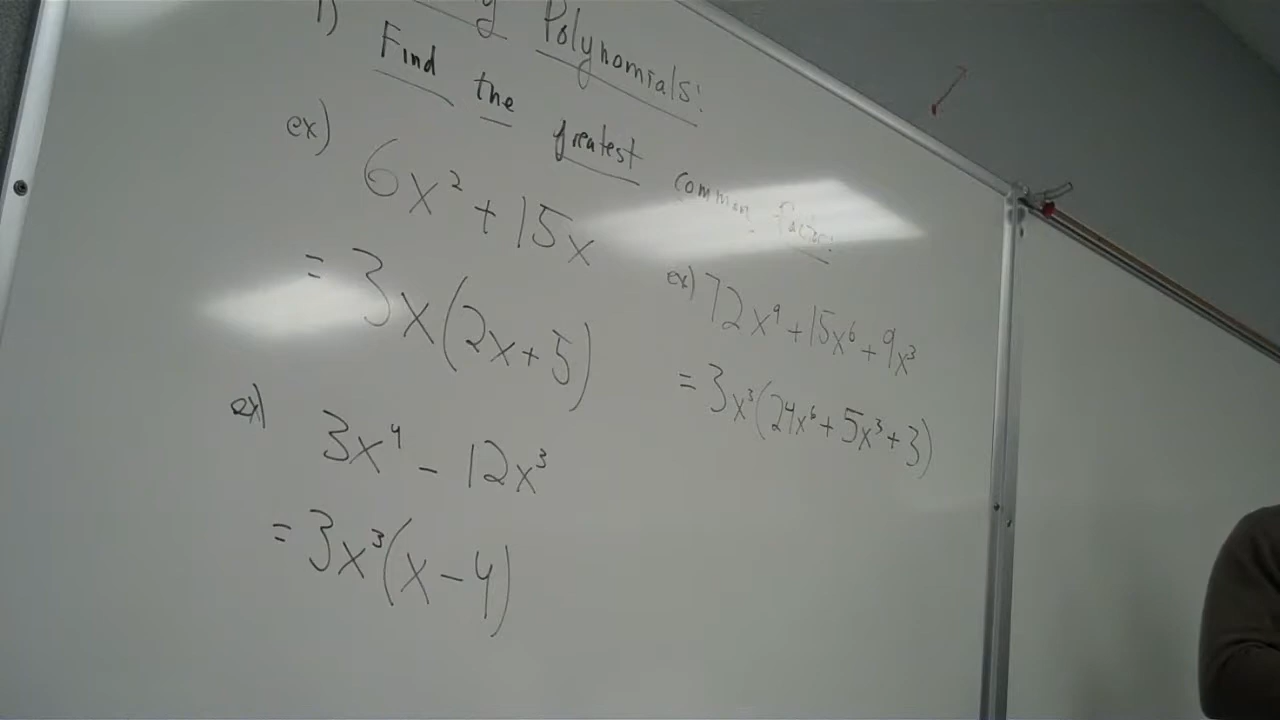 Polynomials:
1) Find the greatest common factor:
ex) 6x² + 15x
= 3x(2x + 5)
ex) 3x⁴ - 12x³
= 3x³(x - 4)
ex) 72x⁹ + 15x⁶ + 9x³
= 3x³(24x⁶ + 5x³ + 3)